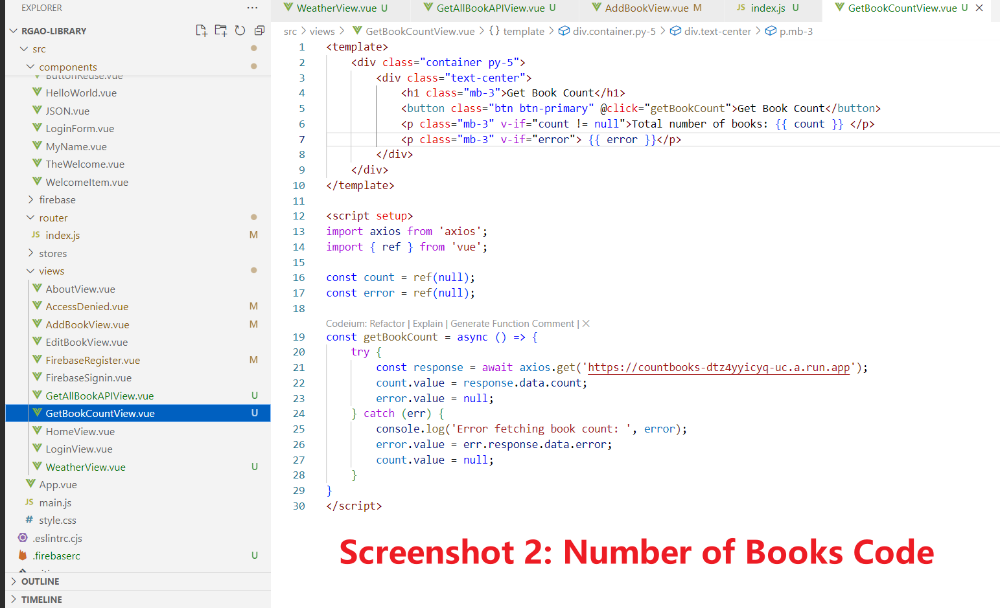 EXPLORER
RGAO-LIBRARY
src
components
ButtonReuse.vue
HelloWorld.vue
JSON.vue
LoginForm.vue
MyName.vue
TheWelcome.vue
WelcomeItem.vue
firebase
router
JS index.js M
stores
views
AboutView.vue
AccessDenied.vue M
AddBookView.vue M
EditBookView.vue
FirebaseRegister.vue M
FirebaseSignin.vue
GetAllBookAPIView.vue U
GetBookCountView.vue U
HomeView.vue
LoginView.vue
WeatherView.vue U
App.vue
JS main.js
# style.css
.eslintrc.cjs
.firebaserc U
OUTLINE
TIMELINE
WeatherView.vue U GetAllBookAPIView.vue U AddBookView.vue M JS index.js U GetBookCountView.vue U
src > views > GetBookCountView.vue > {} template > div.container.py-5 > div.text-center > p.mb-3
1 <template>
2 <div class="container py-5">
3 <div class="text-center">
4 <h1 class="mb-3">Get Book Count</h1>
5 <button class="btn btn-primary" @click="getBookCount">Get Book Count</button>
6 <p class="mb-3" v-if="count != null">Total number of books: {{ count }} </p>
7 <p class="mb-3" v-if="error"> {{ error }}</p>
8 </div>
9 </div>
10 </template>
11
12 <script setup>
13 import axios from 'axios';
14 import { ref } from 'vue';
15
16 const count = ref(null);
17 const error = ref(null);
18
Codeium: Refactor | Explain | Generate Function Comment | ×
19 const getBookCount = async () => {
20 try {
21 const response = await axios.get('https://countbooks-dtz4yyicyq-uc.a.run.app');
22 count.value = response.data.count;
23 error.value = null;
24 } catch (err) {
25 console.log('Error fetching book count: ', error);
26 error.value = err.response.data.error;
27 count.value = null;
28 }
29 }
30 </script>
Screenshot 2: Number of Books Code